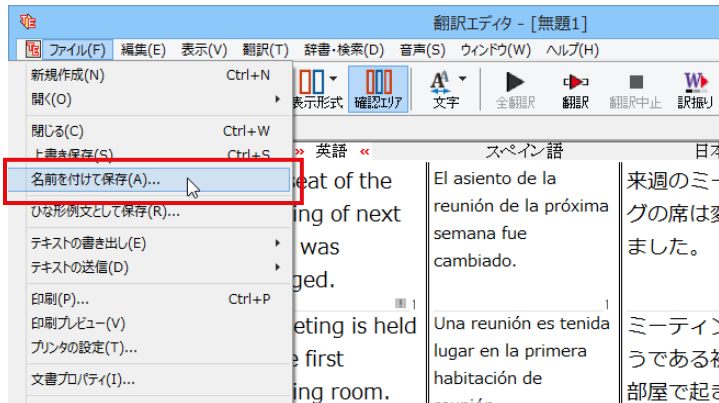 翻訳エディタ - [無題1]
ファイル(F) 編集(E) 表示(V) 翻訳(T) 辞書・検索(D) 音声(S) ウィンドウ(W) ヘルプ(H)
新規作成(N) Ctrl+N
開く(O)
閉じる(C) Ctrl+W
上書き保存(S) Ctrl+S
名前を付けて保存(A)...
ひな形例文として保存(R)...
テキストの書き出し(E)
テキストの送信(D)
印刷(P)... Ctrl+P
印刷プレビュー(V)
プリンタの設定(T)...
文書プロパティ(I)...
表示形式 確認エリア 文字 全翻訳 翻訳 翻訳中止 訳振り
» 英語 «
eat of the
ing of next
was
ged.
1
eting is held
first
ing room.
スペイン語
El asiento de la
reunión de la próxima
semana fue
cambiado.
1
Una reunión es tenida
lugar en la primera
habitación de
日
来週のミー
グの席は
ました。
ミーティン
うである
部屋で起